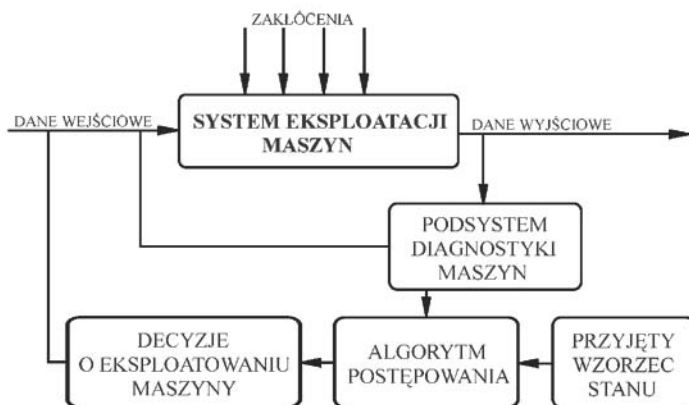 ZAKŁÓCENIA
DANE WEJŚCIOWE
SYSTEM EKSPLOATACJI
MASZYN
DANE WYJŚCIOWE
PODSYSTEM
DIAGNOSTYKI
MASZYN
DECYZJE
O EKSPLOATOWANIU
MASZYNY
ALGORYTM
POSTĘPOWANIA
PRZYJĘTY
WZORZEC
STANU